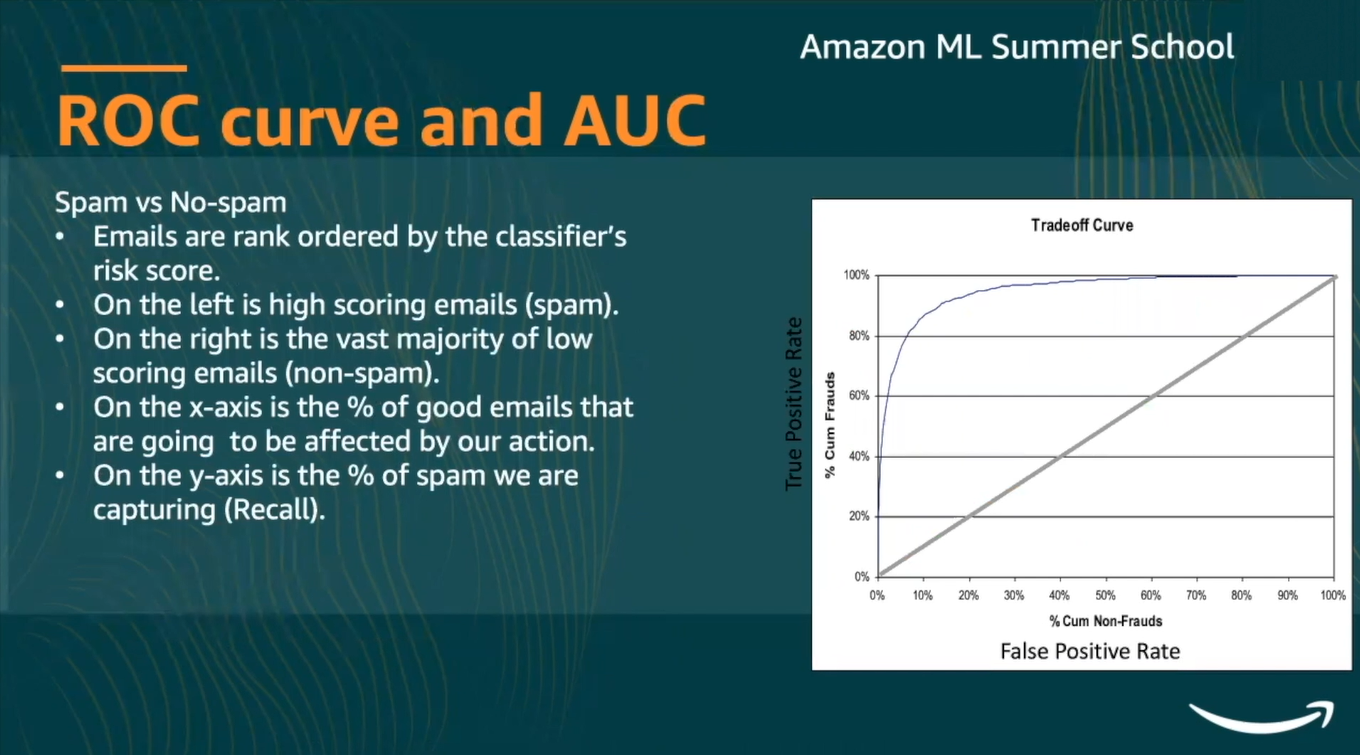 Amazon ML Summer School
ROC curve and AUC
Spam vs No-spam
• Emails are rank ordered by the classifier's
risk score.
• On the left is high scoring emails (spam).
• On the right is the vast majority of low
scoring emails (non-spam).
• On the x-axis is the % of good emails that
are going  to be affected by our action.
• On the y-axis is the % of spam we are
capturing (Recall).
Tradeoff Curve
True Positive Rate
% Cum Frauds
100%
80%
60%
40%
20%
0%
0% 10% 20% 30% 40% 50% 60% 70% 80% 90% 100%
% Cum Non-Frauds
False Positive Rate